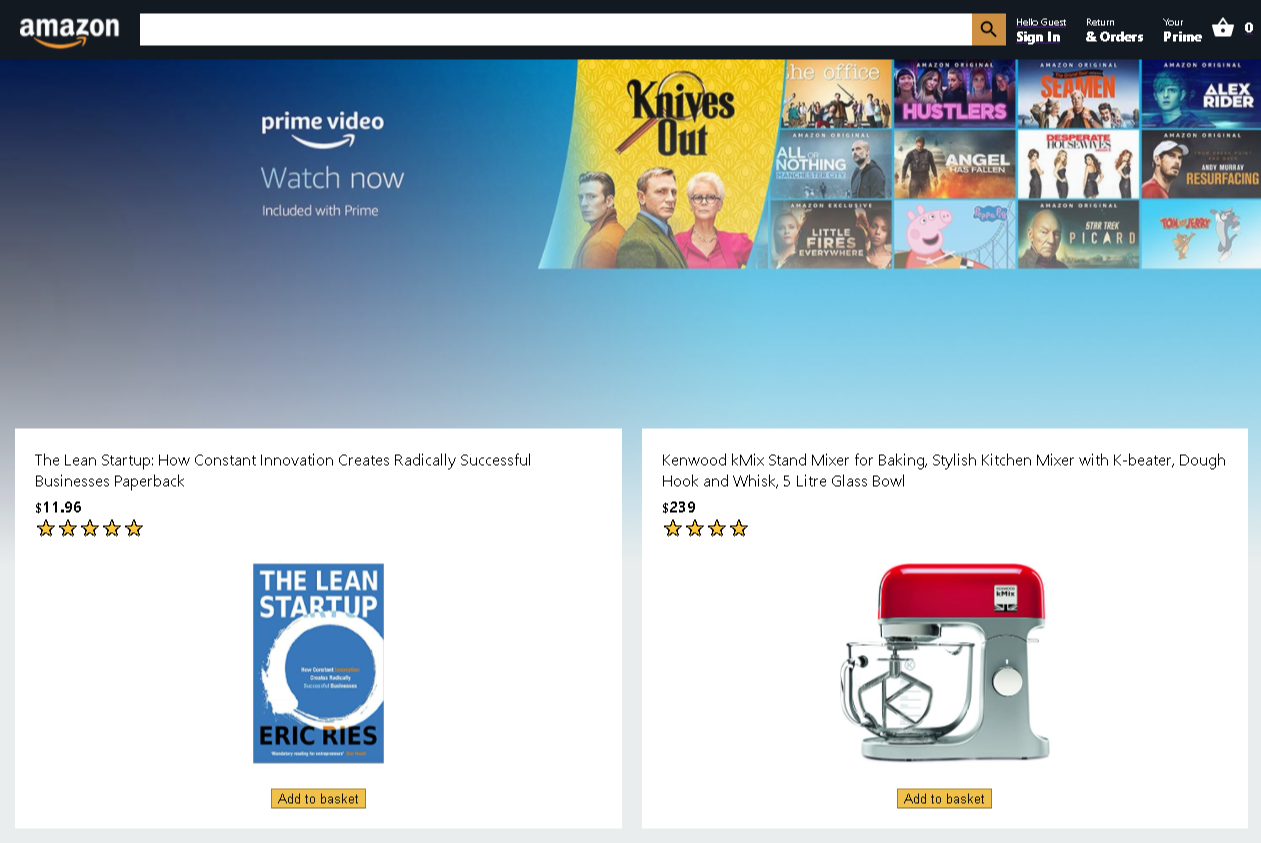 amazon
Hello Guest
Sign In
Return
& Orders
Your
Prime
0
prime video
Watch now
Included with Prime
Knives
Out
the office
AMAZON ORIGINAL
HUSTLERS
AMAZON ORIGINAL
SEAMEN
AMAZON ORIGINAL
ALEX
RIDER
AMAZON ORIGINAL
ALL OR
NOTHING
MANCHESTER CITY
ANGEL
HAS FALLEN
DESPERATE
HOUSEWIVES
AMAZON ORIGINAL
ANDY MURRAY
RESURFACING
AMAZON EXCLUSIVE
LITTLE
FIRES
EVERYWHERE
Peppa Pig
AMAZON ORIGINAL
STAR TREK
PICARD
TOM and JERRY
The Lean Startup: How Constant Innovation Creates Radically Successful
Businesses Paperback
$11.96
THE LEAN
STARTUP
How Constant Innovation
Creates Radically
Successful Businesses
ERIC RIES
'Mandatory reading for entrepreneurs'
Add to basket
Kenwood kMix Stand Mixer for Baking, Stylish Kitchen Mixer with K-beater, Dough
Hook and Whisk, 5 Litre Glass Bowl
$239
kMix
K
Add to basket